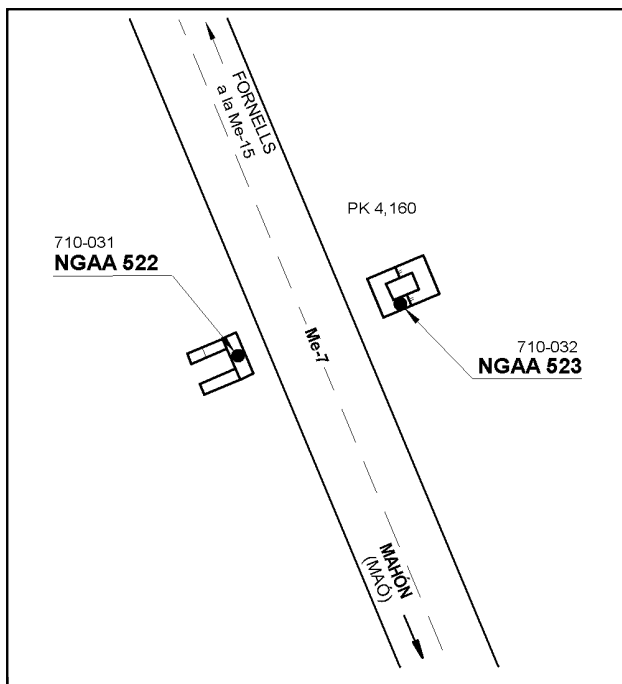 FORNELLS
a la Me-15
PK 4,160
710-031
NGAA 522
Me-7
710-032
NGAA 523
MAHÓN
(MAÓ)